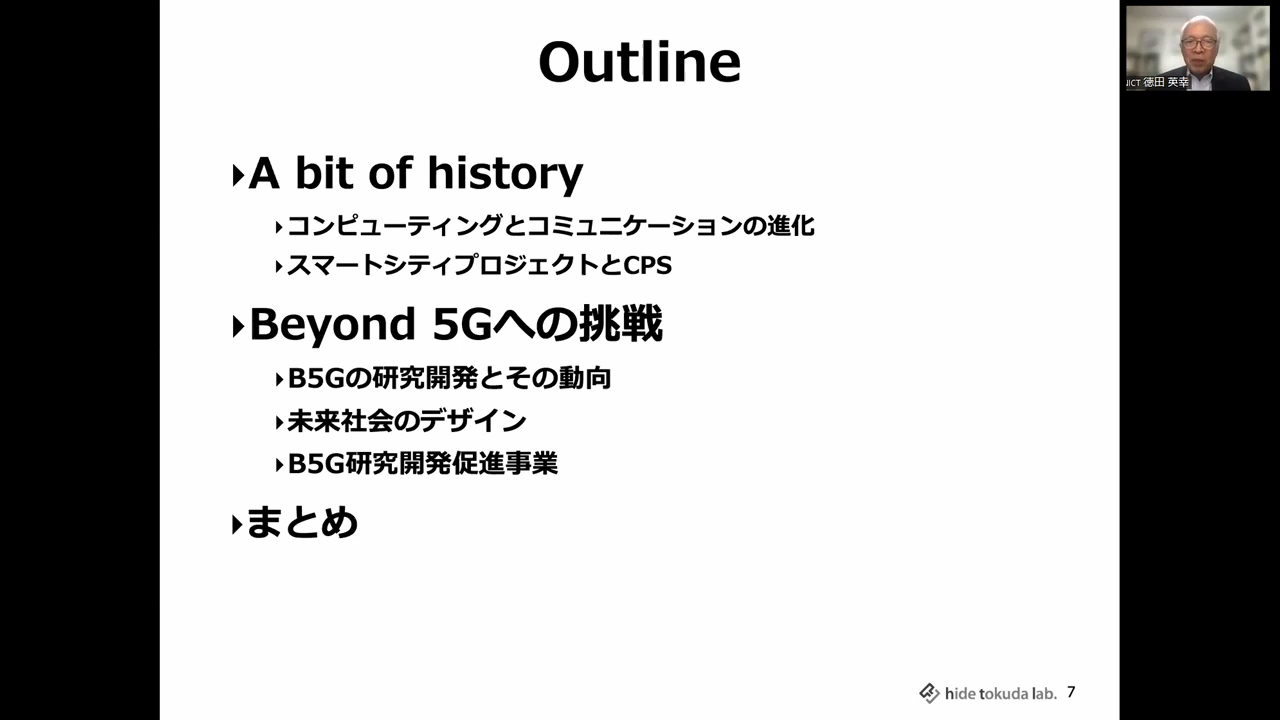 Outline
A bit of history
コンピューティングとコミュニケーションの進化
スマートシティプロジェクトとCPS
Beyond 5Gへの挑戦
B5Gの研究開発とその動向
未来社会のデザイン
B5G研究開発促進事業
まとめ
hide tokuda lab. 7
NICT 徳田 英幸